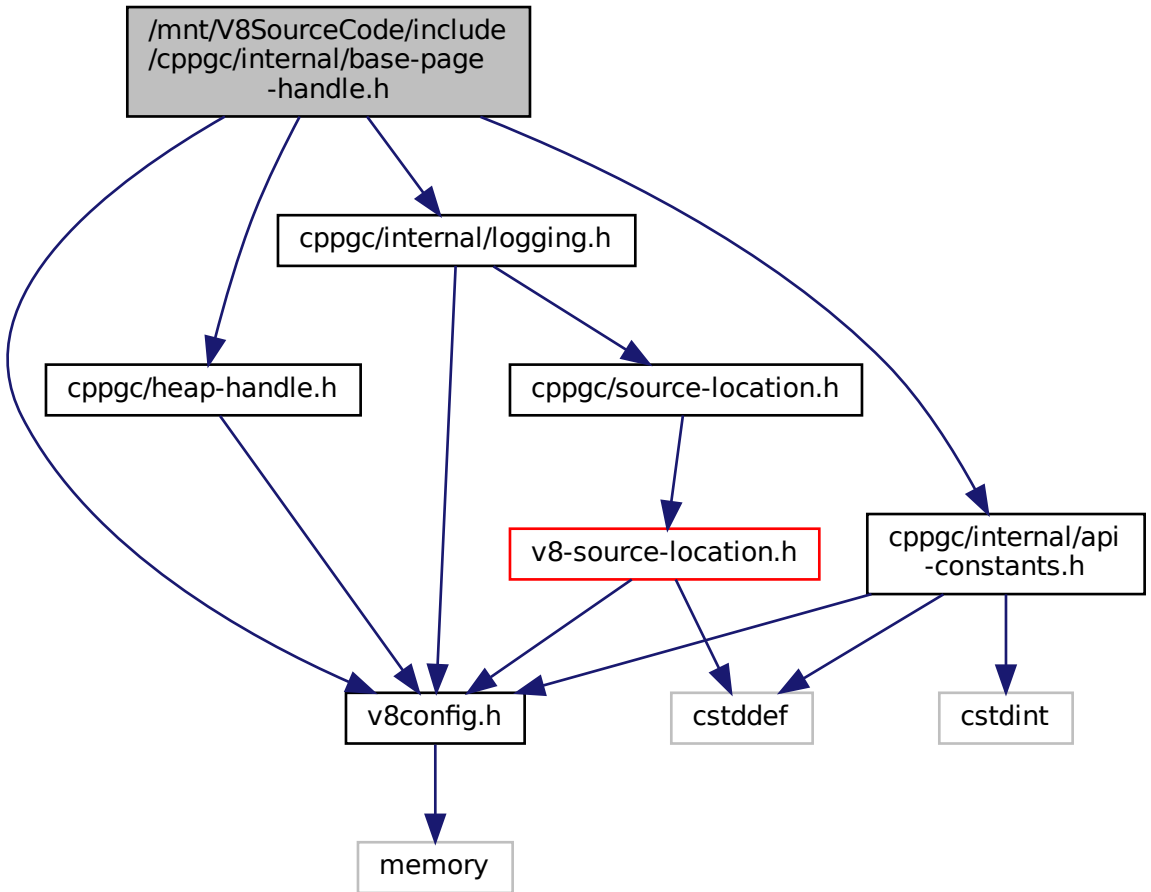 /mnt/V8SourceCode/include
/cppgc/internal/base-page
-handle.h
cppgc/internal/logging.h
cppgc/heap-handle.h
cppgc/source-location.h
v8-source-location.h
cppgc/internal/api
-constants.h
v8config.h
cstddef
cstdint
memory